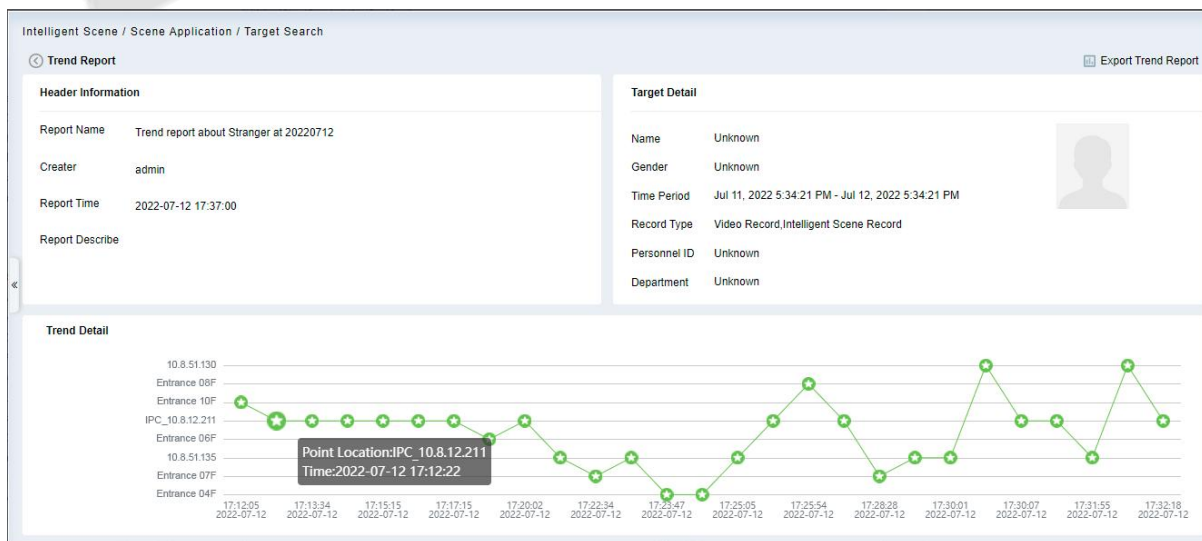 Intelligent Scene / Scene Application / Target Search
Trend Report
Export Trend Report
Header Information
Report Name Trend report about Stranger at 20220712
Creater admin
Report Time 2022-07-12 17:37:00
Report Describe
Target Detail
Name Unknown
Gender Unknown
Time Period Jul 11, 2022 5:34:21 PM - Jul 12, 2022 5:34:21 PM
Record Type Video Record,Intelligent Scene Record
Personnel ID Unknown
Department Unknown
«
Trend Detail
10.8.51.130
Entrance 08F
Entrance 10F
IPC_10.8.12.211
Entrance 06F
10.8.51.135
Entrance 07F
Entrance 04F
Point Location:IPC_10.8.12.211
Time:2022-07-12 17:12:22
17:12:05 17:13:34 17:15:15 17:17:15 17:20:02 17:22:34 17:23:47 17:25:05 17:25:54 17:28:28 17:30:01 17:30:07 17:31:55 17:32:18
2022-07-12 2022-07-12 2022-07-12 2022-07-12 2022-07-12 2022-07-12 2022-07-12 2022-07-12 2022-07-12 2022-07-12 2022-07-12 2022-07-12 2022-07-12 2022-07-12